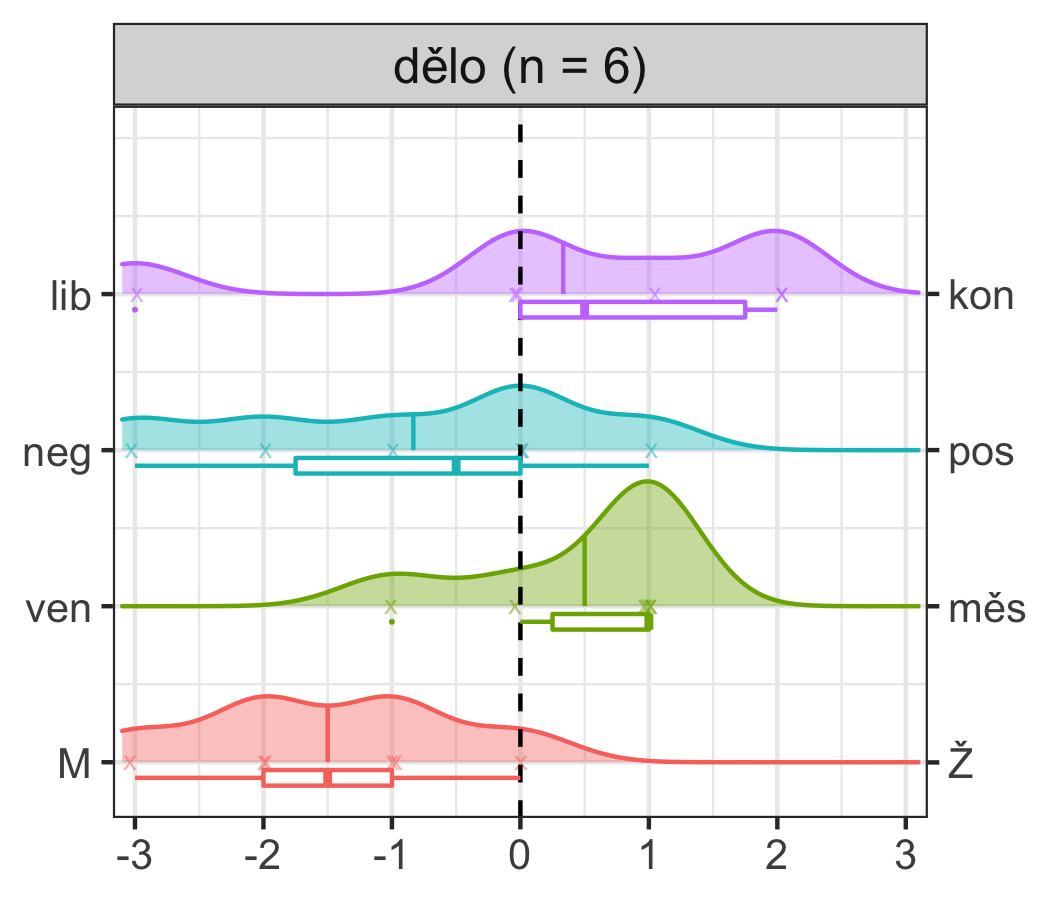 dělo (n = 6)
lib kon
neg pos
ven měs
M Ž
-3 -2 -1 0 1 2 3